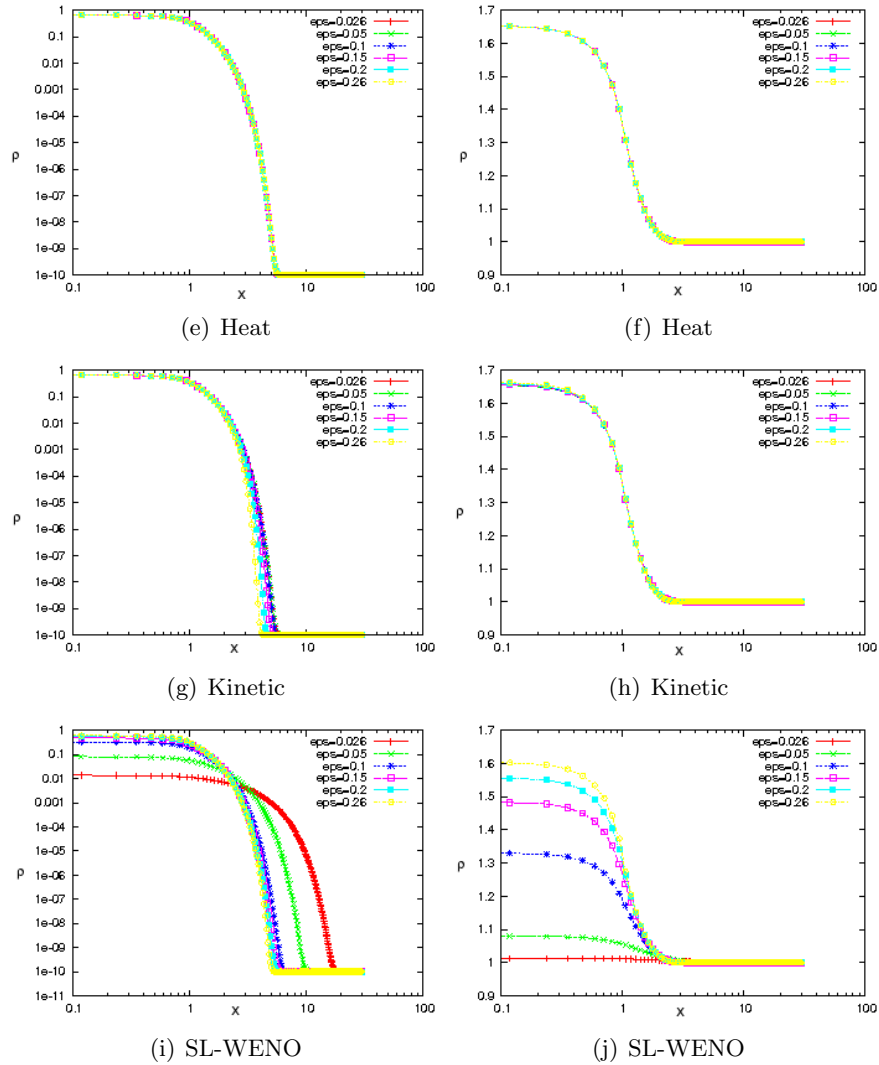 1
0.1
0.01
0.001
1e-04
1e-05
1e-06
1e-07
1e-08
1e-09
1e-10
0.1
1
10
100
ρ
x
eps=0.026
eps=0.05
eps=0.1
eps=0.15
eps=0.2
eps=0.26
(e) Heat
1.7
1.6
1.5
1.4
1.3
1.2
1.1
1
0.9
0.1
1
10
100
ρ
x
eps=0.026
eps=0.05
eps=0.1
eps=0.15
eps=0.2
eps=0.26
(f) Heat
1
0.1
0.01
0.001
1e-04
1e-05
1e-06
1e-07
1e-08
1e-09
1e-10
0.1
1
10
100
ρ
x
eps=0.026
eps=0.05
eps=0.1
eps=0.15
eps=0.2
eps=0.26
(g) Kinetic
1.7
1.6
1.5
1.4
1.3
1.2
1.1
1
0.9
0.1
1
10
100
ρ
x
eps=0.026
eps=0.05
eps=0.1
eps=0.15
eps=0.2
eps=0.26
(h) Kinetic
1
0.1
0.01
0.001
1e-04
1e-05
1e-06
1e-07
1e-08
1e-09
1e-10
1e-11
0.1
1
10
100
ρ
x
eps=0.026
eps=0.05
eps=0.1
eps=0.15
eps=0.2
eps=0.26
(i) SL-WENO
1.7
1.6
1.5
1.4
1.3
1.2
1.1
1
0.9
0.1
1
10
100
ρ
x
eps=0.026
eps=0.05
eps=0.1
eps=0.15
eps=0.2
eps=0.26
(j) SL-WENO